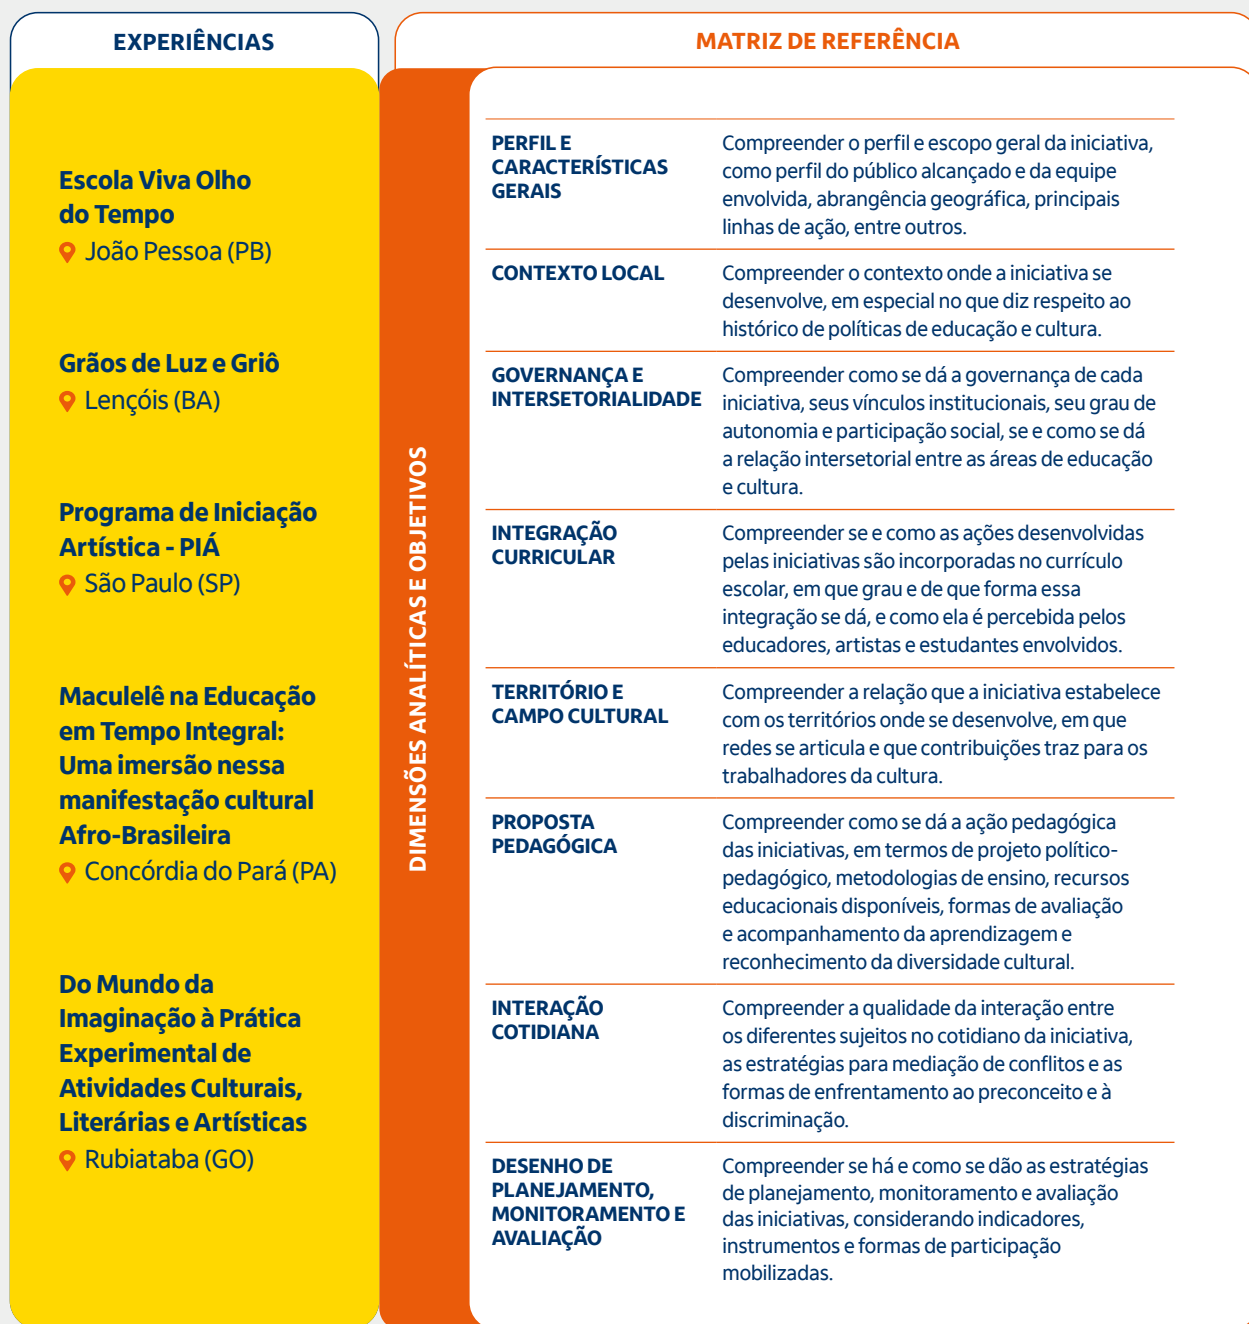 EXPERIÊNCIAS
Escola Viva Olho
do Tempo
João Pessoa (PB)
Grãos de Luz e Griô
Lençóis (BA)
Programa de Iniciação
Artística - PIÁ
São Paulo (SP)
Maculelê na Educação
em Tempo Integral:
Uma imersão nessa
manifestação cultural
Afro-Brasileira
Concórdia do Pará (PA)
Do Mundo da
Imaginação à Prática
Experimental de
Atividades Culturais,
Literárias e Artísticas
Rubiataba (GO)
MATRIZ DE REFERÊNCIA
DIMENSÕES ANALÍTICAS E OBJETIVOS
PERFIL E
CARACTERÍSTICAS
GERAIS
Compreender o perfil e escopo geral da iniciativa,
como perfil do público alcançado e da equipe
envolvida, abrangência geográfica, principais
linhas de ação, entre outros.
CONTEXTO LOCAL
Compreender o contexto onde a iniciativa se
desenvolve, em especial no que diz respeito ao
histórico de políticas de educação e cultura.
GOVERNANÇA E
INTERSETORIALIDADE
Compreender como se dá a governança de cada
iniciativa, seus vínculos institucionais, seu grau de
autonomia e participação social, se e como se dá
a relação intersetorial entre as áreas de educação
e cultura.
INTEGRAÇÃO
CURRICULAR
Compreender se e como as ações desenvolvidas
pelas iniciativas são incorporadas no currículo
escolar, em que grau e de que forma essa
integração se dá, e como ela é percebida pelos
educadores, artistas e estudantes envolvidos.
TERRITÓRIO E
CAMPO CULTURAL
Compreender a relação que a iniciativa estabelece
com os territórios onde se desenvolve, em que
redes se articula e que contribuições traz para os
trabalhadores da cultura.
PROPOSTA
PEDAGÓGICA
Compreender como se dá a ação pedagógica
das iniciativas, em termos de projeto político-
pedagógico, metodologias de ensino, recursos
educacionais disponíveis, formas de avaliação
e acompanhamento da aprendizagem e
reconhecimento da diversidade cultural.
INTERAÇÃO
COTIDIANA
Compreender a qualidade da interação entre
os diferentes sujeitos no cotidiano da iniciativa,
as estratégias para mediação de conflitos e as
formas de enfrentamento ao preconceito e à
discriminação.
DESENHO DE
PLANEJAMENTO,
MONITORAMENTO E
AVALIAÇÃO
Compreender se há e como se dão as estratégias
de planejamento, monitoramento e avaliação
das iniciativas, considerando indicadores,
instrumentos e formas de participação
mobilizadas.